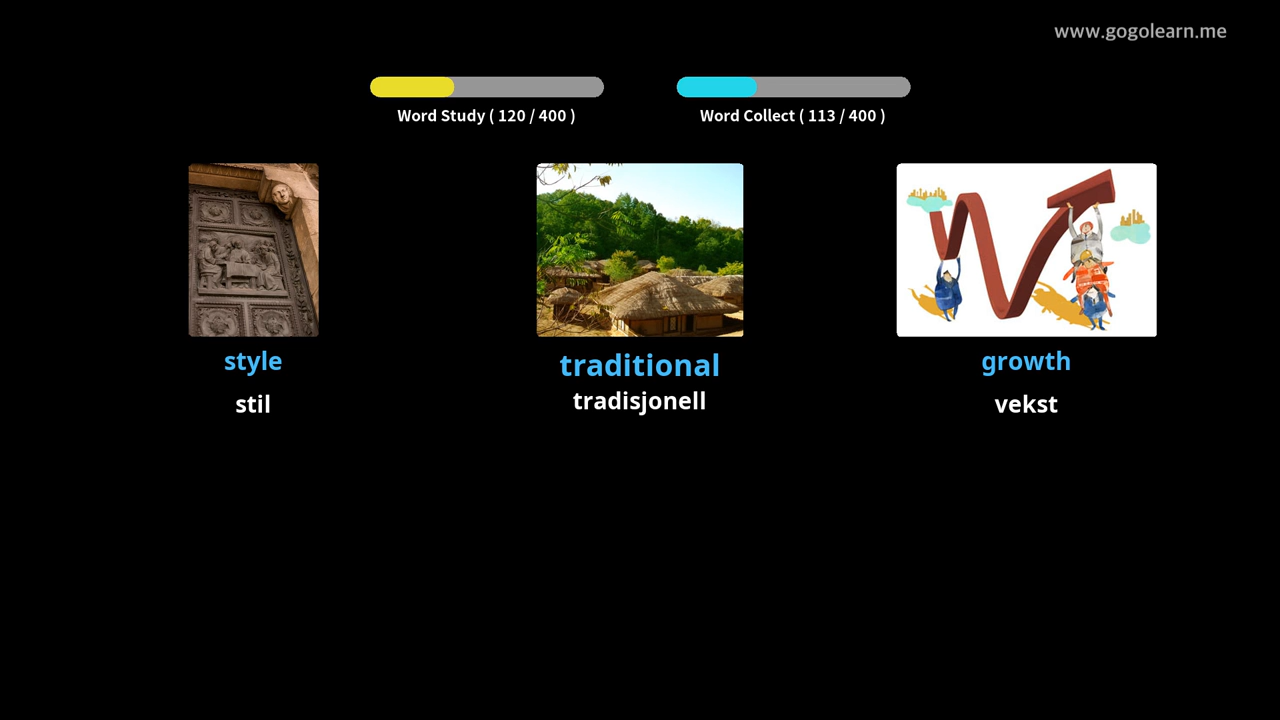 www.gogolearn.me
Word Study ( 120 / 400 )
Word Collect ( 113 / 400 )
style
stil
traditional
tradisjonell
growth
vekst